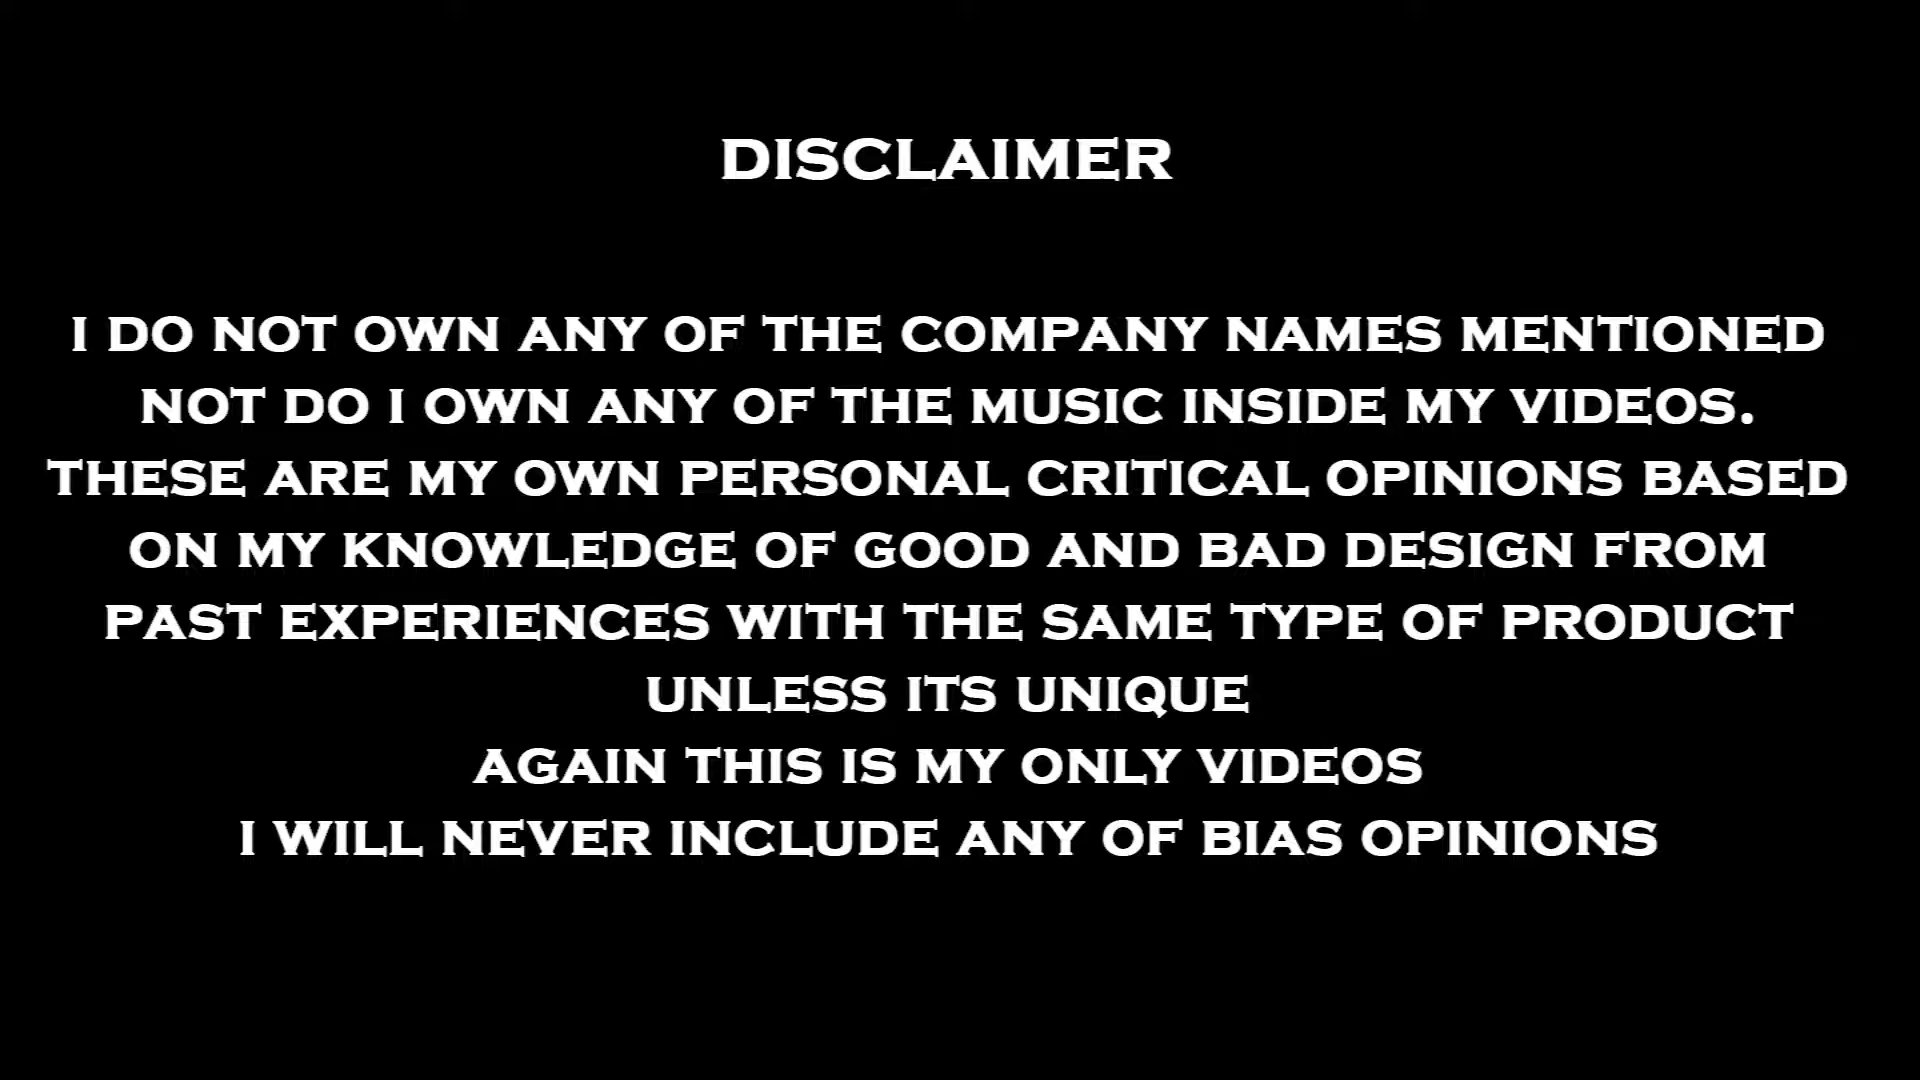 DISCLAIMER
I DO NOT OWN ANY OF THE COMPANY NAMES MENTIONED
NOT DO I OWN ANY OF THE MUSIC INSIDE MY VIDEOS.
THESE ARE MY OWN PERSONAL CRITICAL OPINIONS BASED
ON MY KNOWLEDGE OF GOOD AND BAD DESIGN FROM
PAST EXPERIENCES WITH THE SAME TYPE OF PRODUCT
UNLESS ITS UNIQUE
AGAIN THIS IS MY ONLY VIDEOS
I WILL NEVER INCLUDE ANY OF BIAS OPINIONS